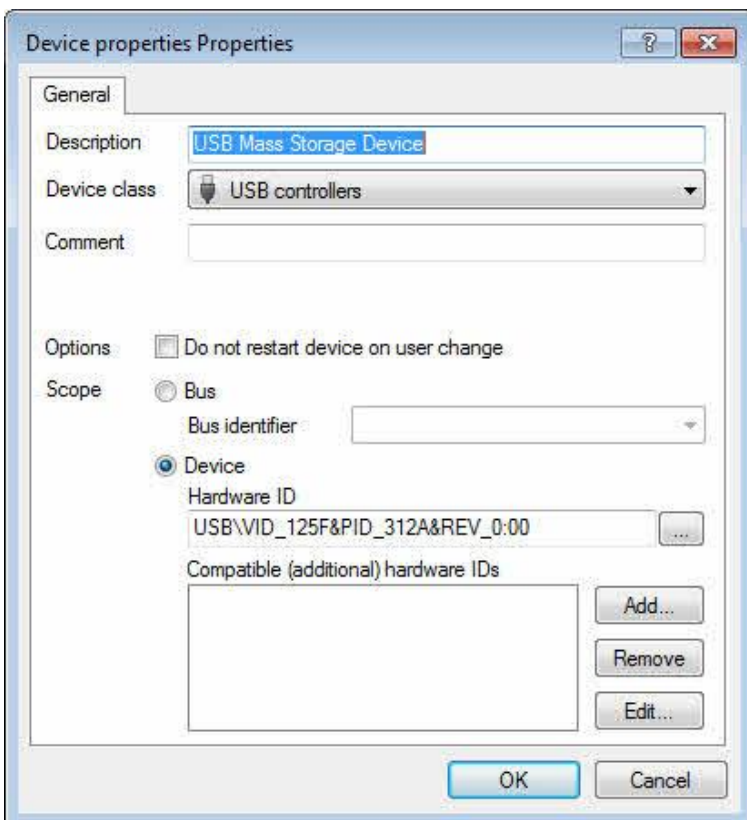 Device properties Properties
General
Description USB Mass Storage Device
Device class USB controllers
Comment
Options Do not restart device on user change
Scope Bus
Bus identifier
Device
Hardware ID
USB\VID_125F&PID_312A&REV_0:00 ...
Compatible (additional) hardware IDs
Add...
Remove
Edit...
OK Cancel